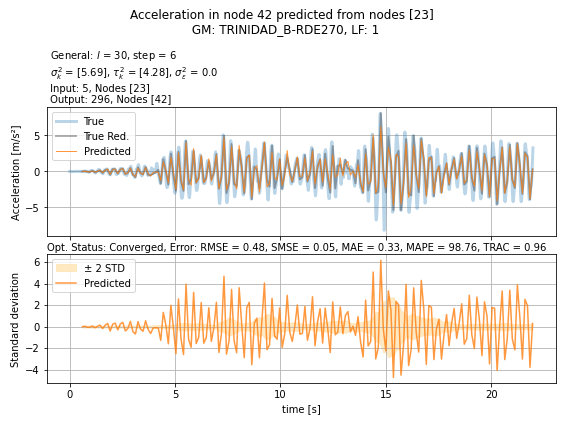 Acceleration in node 42 predicted from nodes [23]
GM: TRINIDAD_B-RDE270, LF: 1
General: l = 30, step = 6
σ²ₖ = [5.69], τ²ₖ = [4.28], σ²ε = 0.0
Input: 5, Nodes [23]
Output: 296, Nodes [42]
True
True Red.
Predicted
Acceleration [m/s²]
5
0
−5
Opt. Status: Converged, Error: RMSE = 0.48, SMSE = 0.05, MAE = 0.33, MAPE = 98.76, TRAC = 0.96
± 2 STD
Predicted
Standard deviation
6
4
2
0
−2
−4
0 5 10 15 20
time [s]